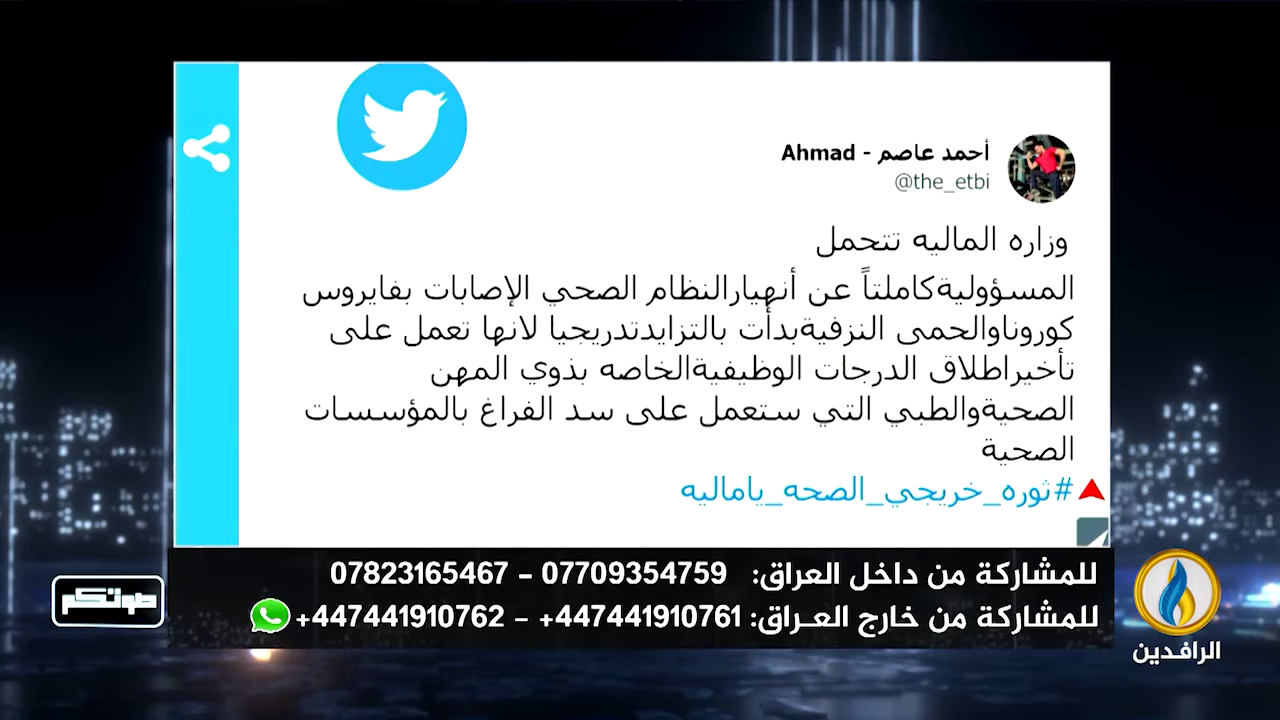 أحمد عاصم - Ahmad
@the_etbi
وزاره الماليه تتحمل
المسؤوليةكاملتاً عن أنهيارالنظام الصحي الإصابات بفايروس
كوروناوالحمى النزفيةبدأت بالتزايدتدريجيا لانها تعمل على
تأخيراطلاق الدرجات الوظيفيةالخاصه بذوي المهن
الصحيةوالطبي التي ستعمل على سد الفراغ بالمؤسسات
الصحية
#ثوره_خريجي_الصحه_ياماليه
للمشاركة من داخل العراق: 07709354759 - 07823165467
للمشاركة من خارج العراق: 447441910761+ - 447441910762+
صوتكم
الرافدين